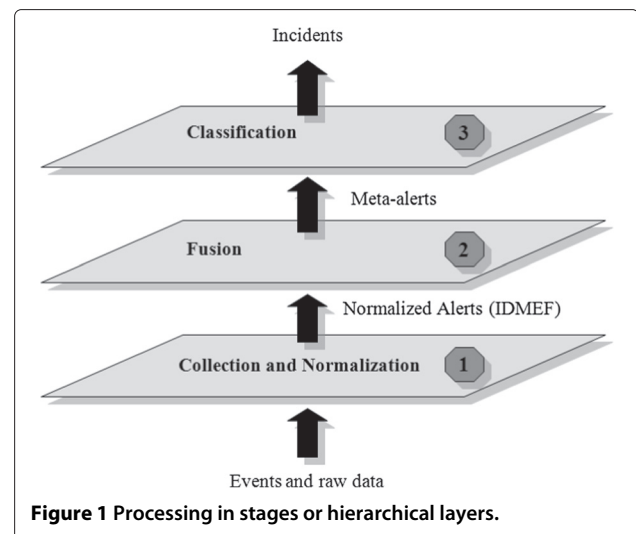 Incidents
Classification 3
Meta-alerts
Fusion 2
Normalized Alerts (IDMEF)
Collection and Normalization 1
Events and raw data
Figure 1 Processing in stages or hierarchical layers.